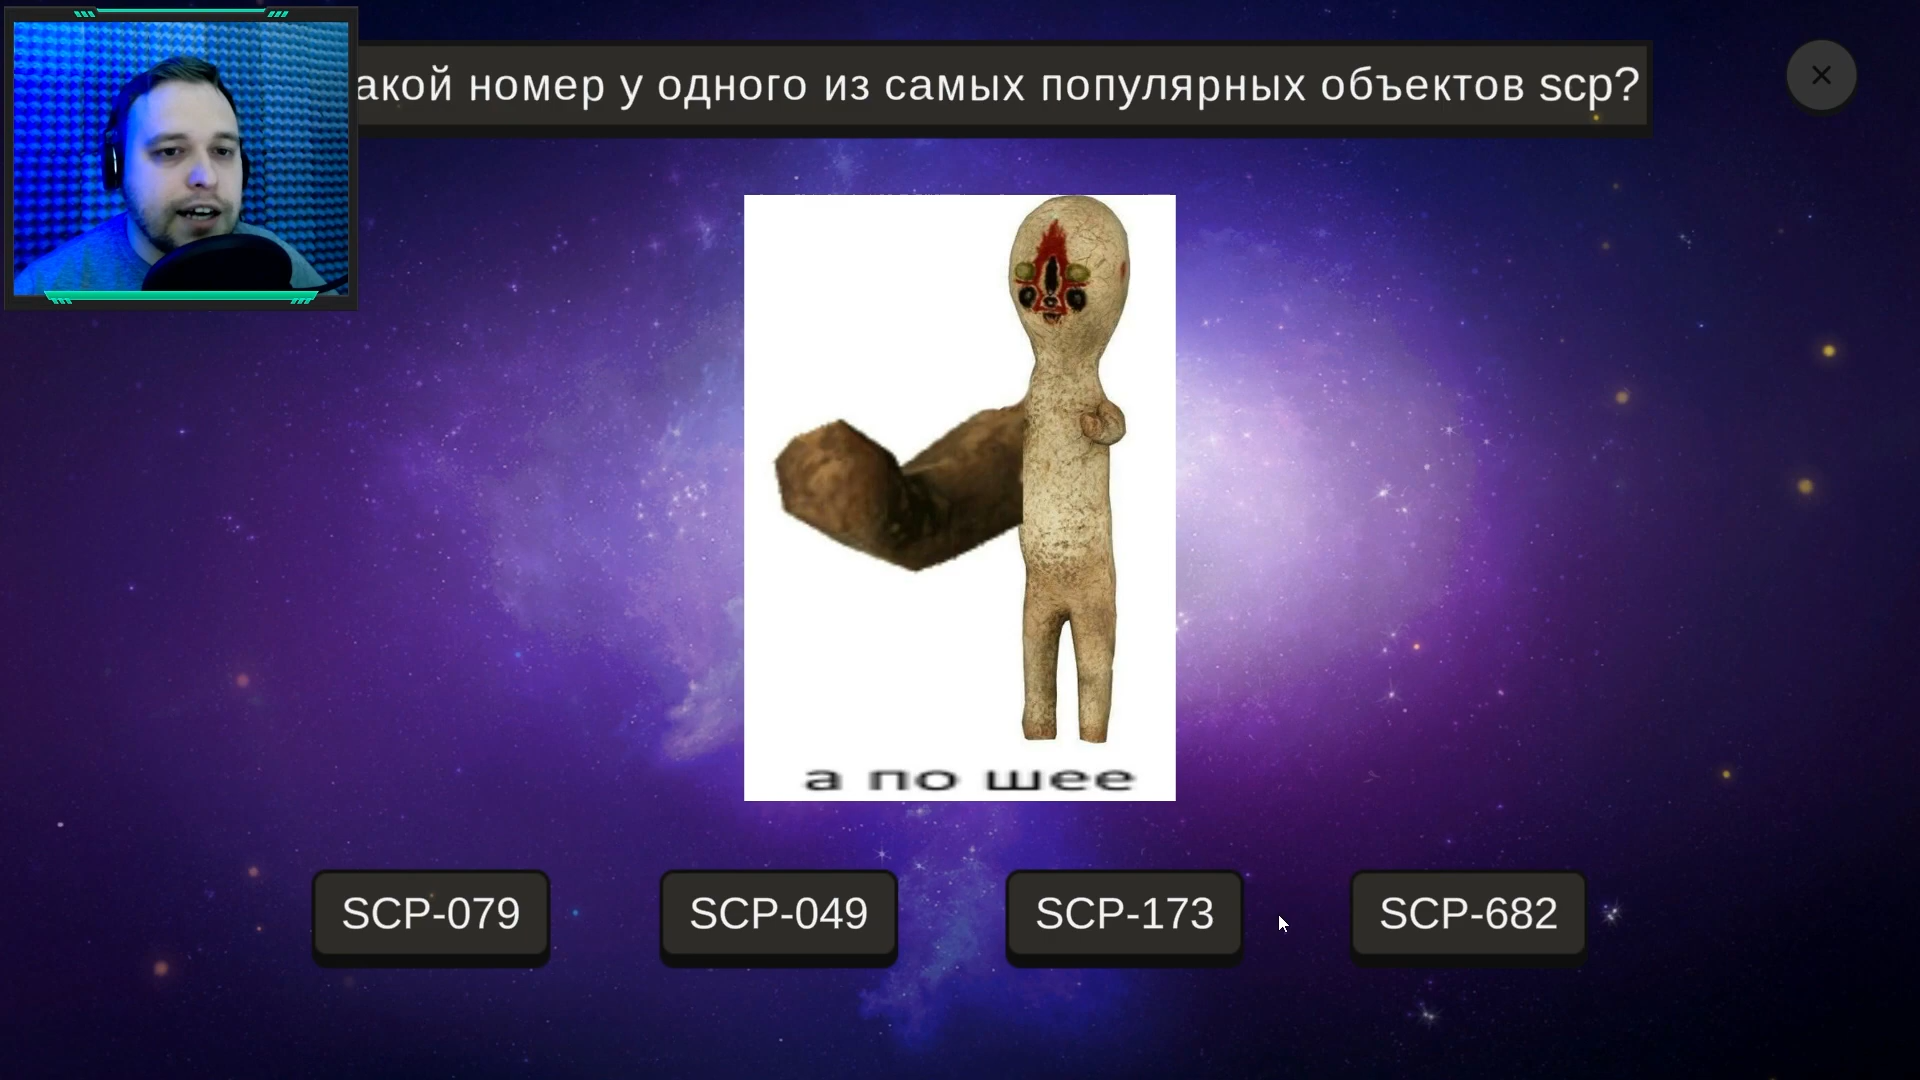 акой номер у одного из самых популярных объектов scp?
а по шее
SCP-079
SCP-049
SCP-173
SCP-682